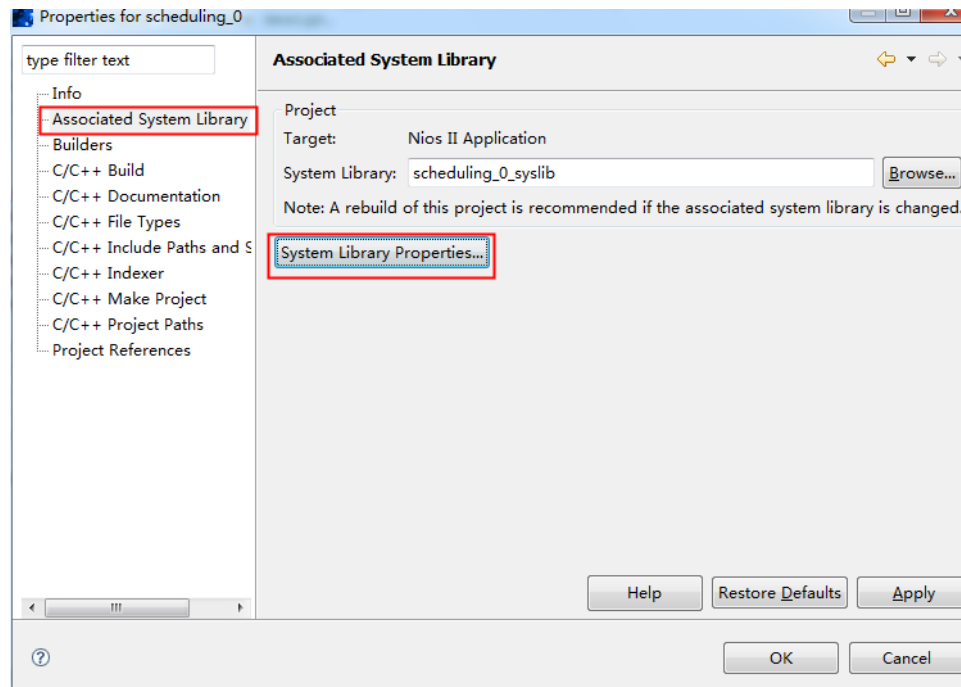 Properties for scheduling_0
type filter text
Info
Associated System Library
Builders
C/C++ Build
C/C++ Documentation
C/C++ File Types
C/C++ Include Paths and S
C/C++ Indexer
C/C++ Make Project
C/C++ Project Paths
Project References
Associated System Library
Project
Target: Nios II Application
System Library: scheduling_0_syslib Browse...
Note: A rebuild of this project is recommended if the associated system library is changed.
System Library Properties...
Help Restore Defaults Apply
OK Cancel